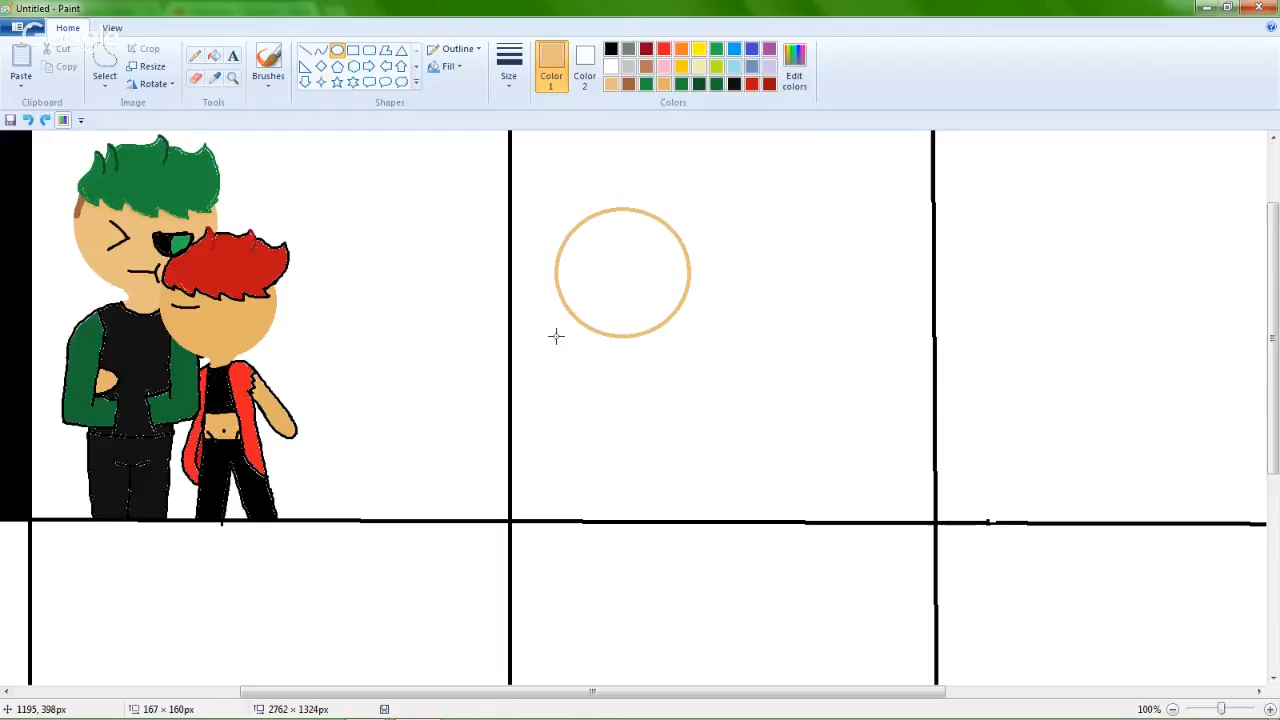 Untitled - Paint
Home View
Paste
Cut
Copy
Clipboard
Select
Crop
Resize
Rotate
Image
A
Tools
Brushes
Outline
Fill
Shapes
Size
Color
1
Color
2
Edit
colors
Colors
1195, 398px
167 × 160px
2762 × 1324px
100%